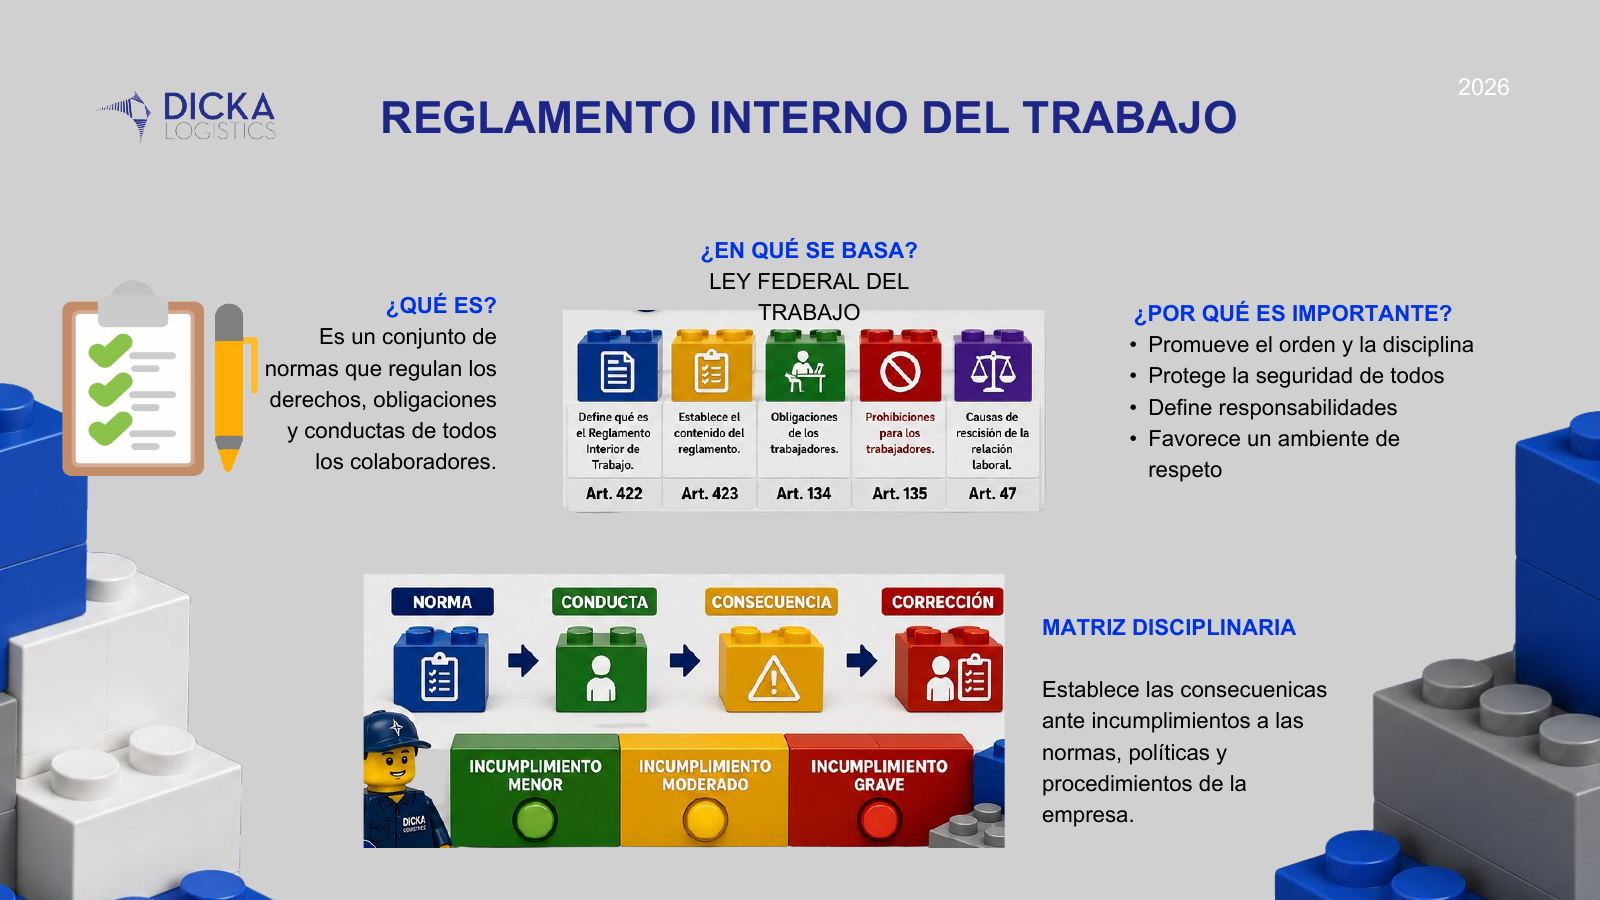 DICKA
LOGISTICS
REGLAMENTO INTERNO DEL TRABAJO
2026
¿QUÉ ES?
Es un conjunto de
normas que regulan los
derechos, obligaciones
y conductas de todos
los colaboradores.
¿EN QUÉ SE BASA?
LEY FEDERAL DEL
TRABAJO
Define qué es
el Reglamento
Interior de
Trabajo.
Art. 422
Establece el
contenido del
reglamento.
Art. 423
Obligaciones
de los
trabajadores.
Art. 134
Prohibiciones
para los
trabajadores.
Art. 135
Causas de
rescisión de la
relación
laboral.
Art. 47
¿POR QUÉ ES IMPORTANTE?
• Promueve el orden y la disciplina
• Protege la seguridad de todos
• Define responsabilidades
• Favorece un ambiente de
respeto
NORMA
CONDUCTA
CONSECUENCIA
CORRECCIÓN
INCUMPLIMIENTO
MENOR
INCUMPLIMIENTO
MODERADO
INCUMPLIMIENTO
GRAVE
DICKA
LOGISTICS
MATRIZ DISCIPLINARIA
Establece las consecuenicas
ante incumplimientos a las
normas, políticas y
procedimientos de la
empresa.